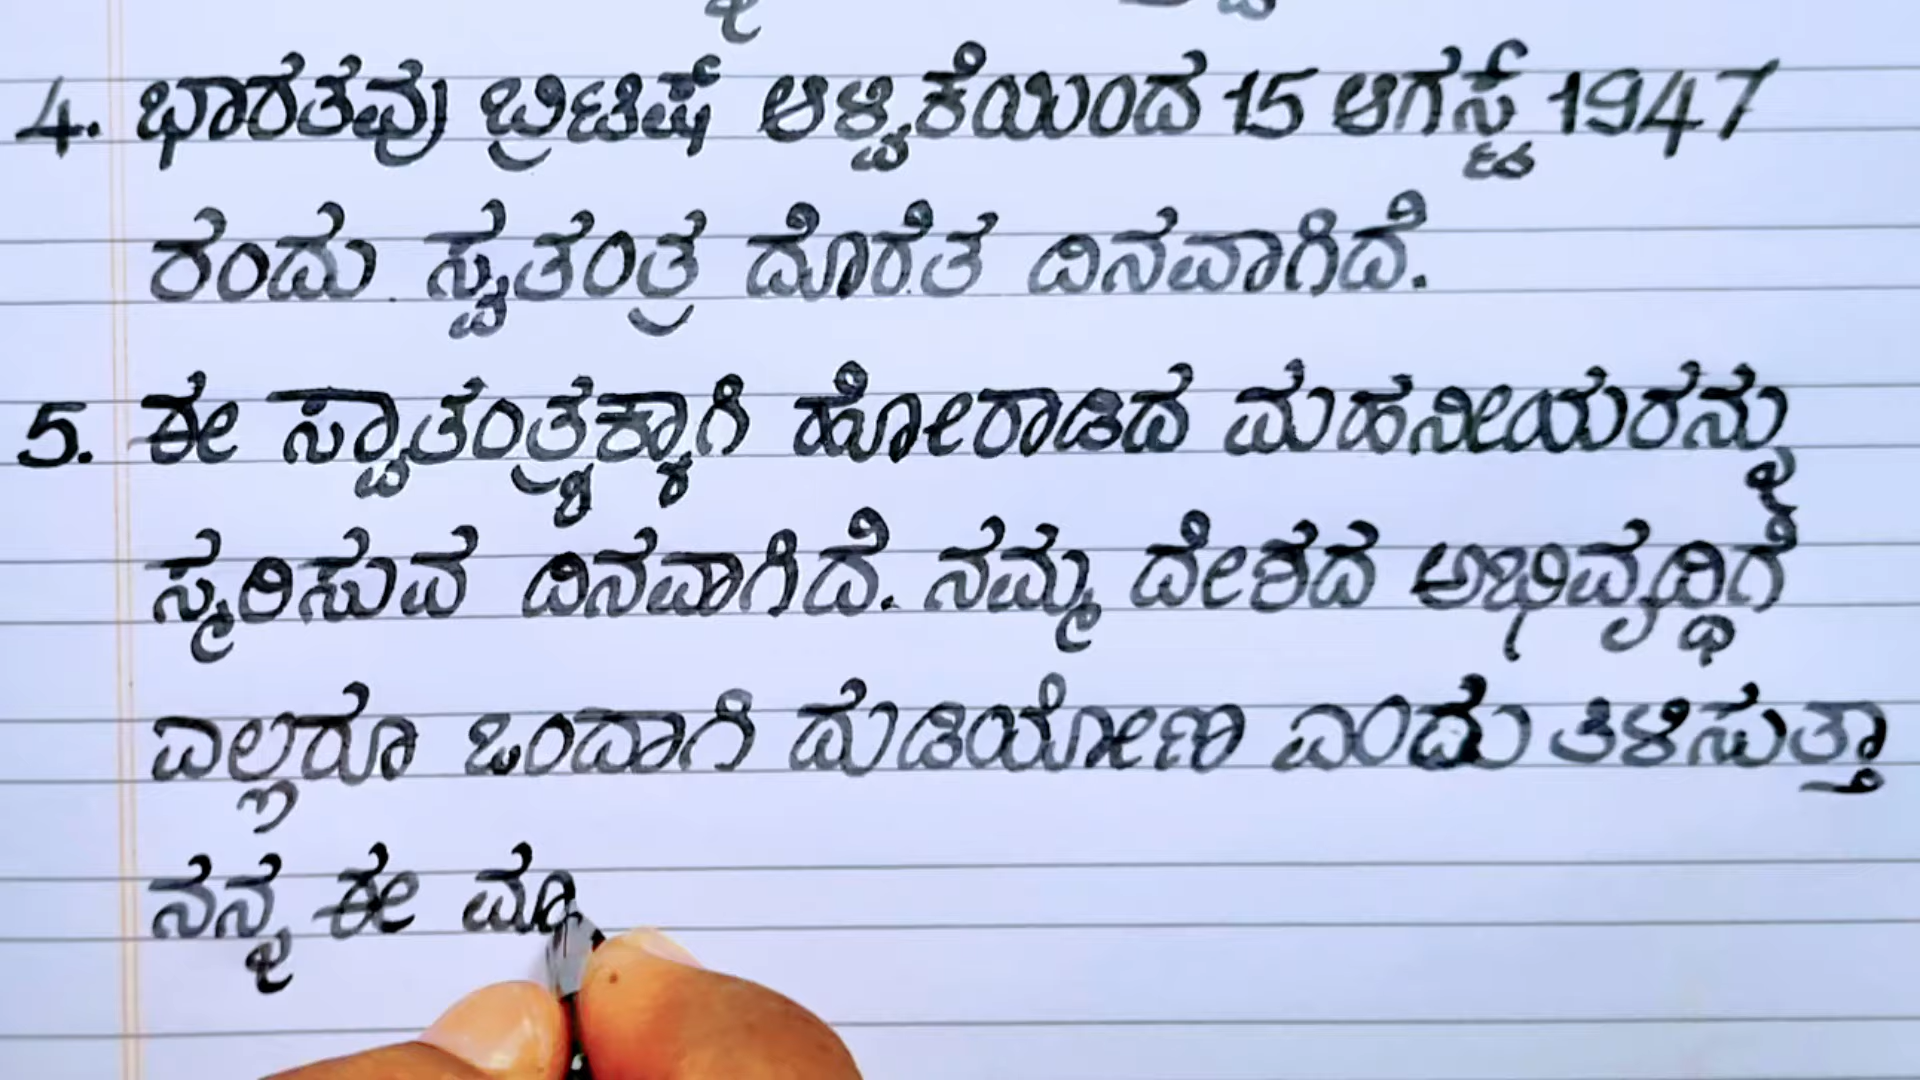 4. ಭಾರತವು ಬ್ರಿಟಿಷ್ ಆಳ್ವಿಕೆಯಿಂದ 15 ಆಗಸ್ಟ್ 1947
ರಂದು ಸ್ವತಂತ್ರ ದೊರೆತ ದಿನವಾಗಿದೆ.
5. ಈ ಸ್ವಾತಂತ್ರ್ಯಕ್ಕಾಗಿ ಹೋರಾಡಿದ ಮಹನೀಯರನ್ನು
ಸ್ಮರಿಸುವ ದಿನವಾಗಿದೆ. ನಮ್ಮ ದೇಶದ ಅಭಿವೃದ್ಧಿಗೆ
ಎಲ್ಲರೂ ಒಂದಾಗಿ ದುಡಿಯೋಣ ಎಂದು ತಿಳಿಸುತ್ತಾ
ನನ್ನ ಈ